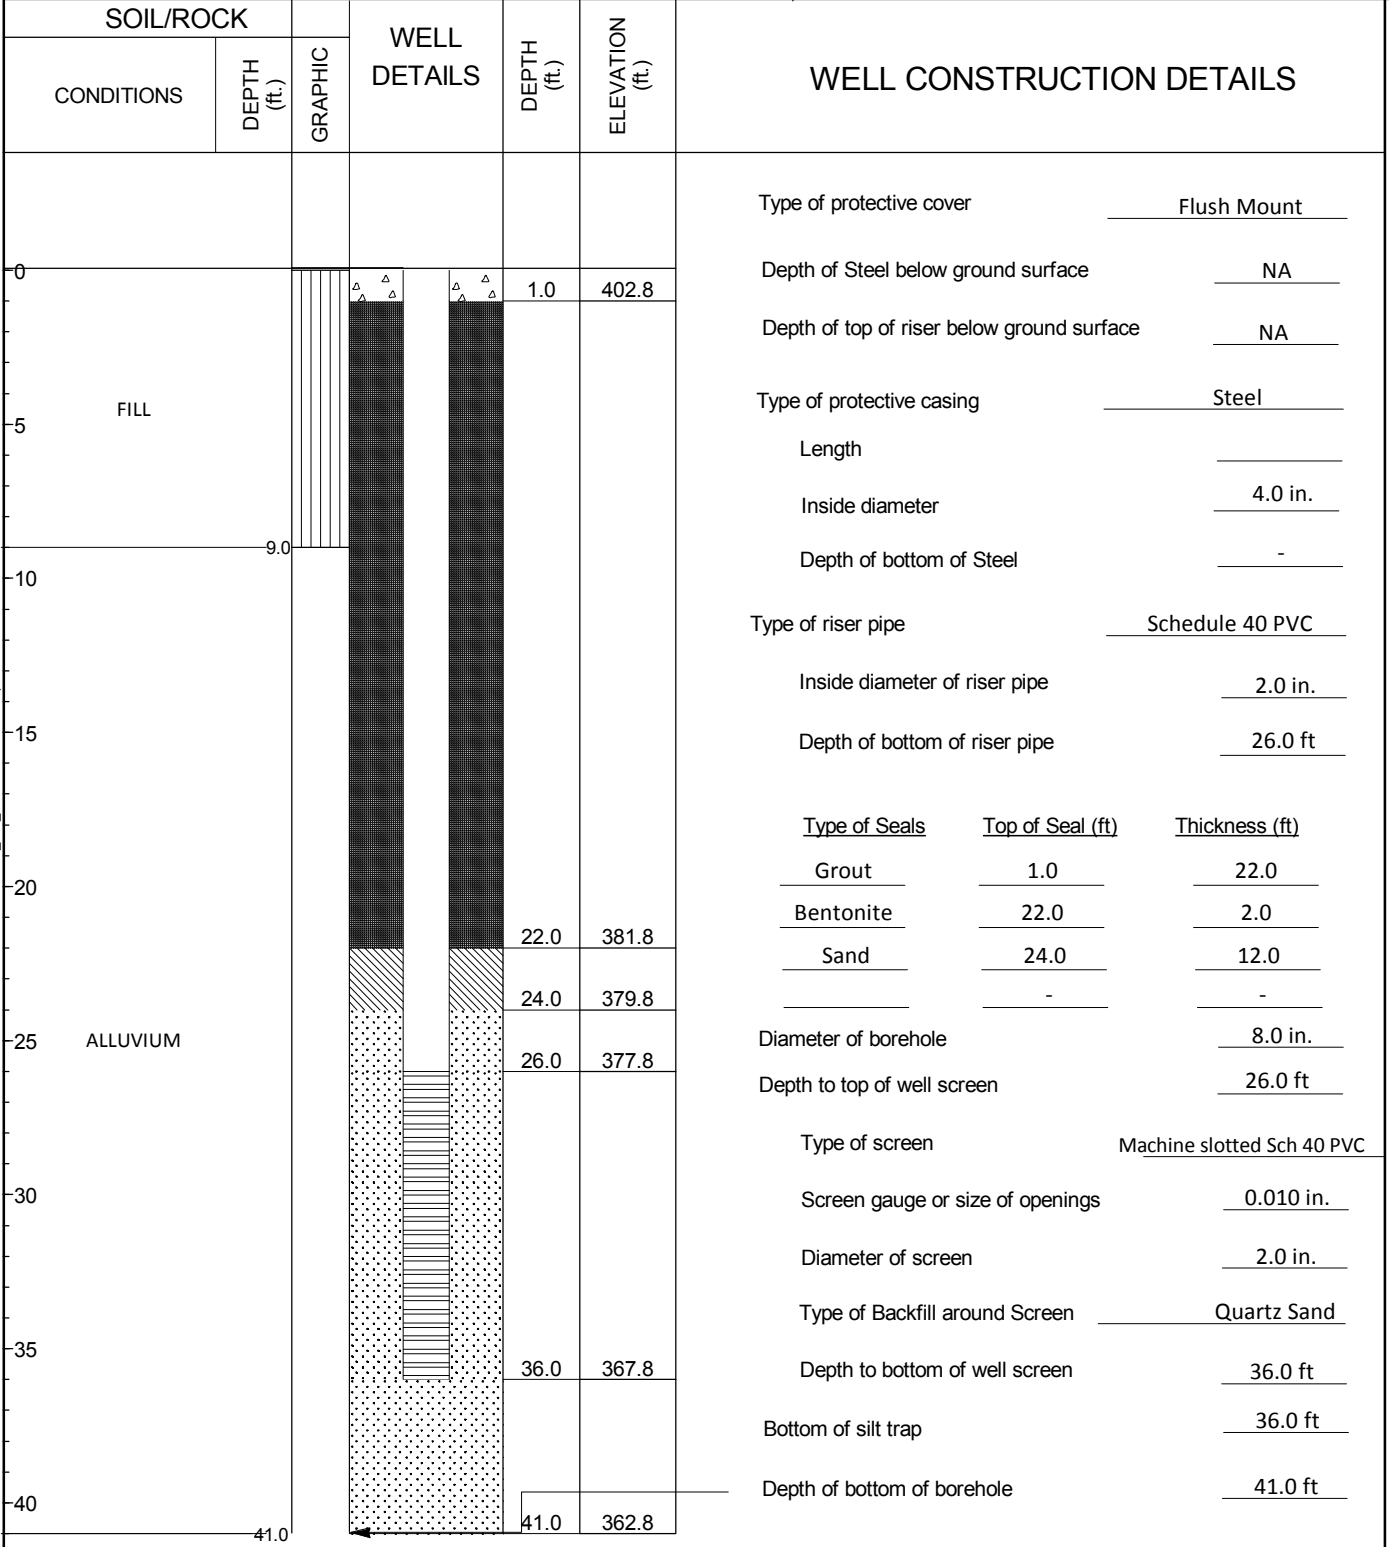 SOIL/ROCK
CONDITIONS
DEPTH (ft.)
GRAPHIC
WELL DETAILS
DEPTH (ft.)
ELEVATION (ft.)
WELL CONSTRUCTION DETAILS
Type of protective cover Flush Mount
0
Depth of Steel below ground surface NA
1.0 402.8
Depth of top of riser below ground surface NA
Type of protective casing Steel
FILL
5
Length
Inside diameter 4.0 in.
9.0
Depth of bottom of Steel -
10
Type of riser pipe Schedule 40 PVC
Inside diameter of riser pipe 2.0 in.
15
Depth of bottom of riser pipe 26.0 ft
Type of Seals Top of Seal (ft) Thickness (ft)
Grout 1.0 22.0
20
Bentonite 22.0 2.0
22.0 381.8
Sand 24.0 12.0
24.0 379.8
- -
25 ALLUVIUM
Diameter of borehole 8.0 in.
26.0 377.8
Depth to top of well screen 26.0 ft
Type of screen Machine slotted Sch 40 PVC
30
Screen gauge or size of openings 0.010 in.
Diameter of screen 2.0 in.
Type of Backfill around Screen Quartz Sand
35
36.0 367.8
Depth to bottom of well screen 36.0 ft
Bottom of silt trap 36.0 ft
Depth of bottom of borehole 41.0 ft
40
41.0 362.8
41.0